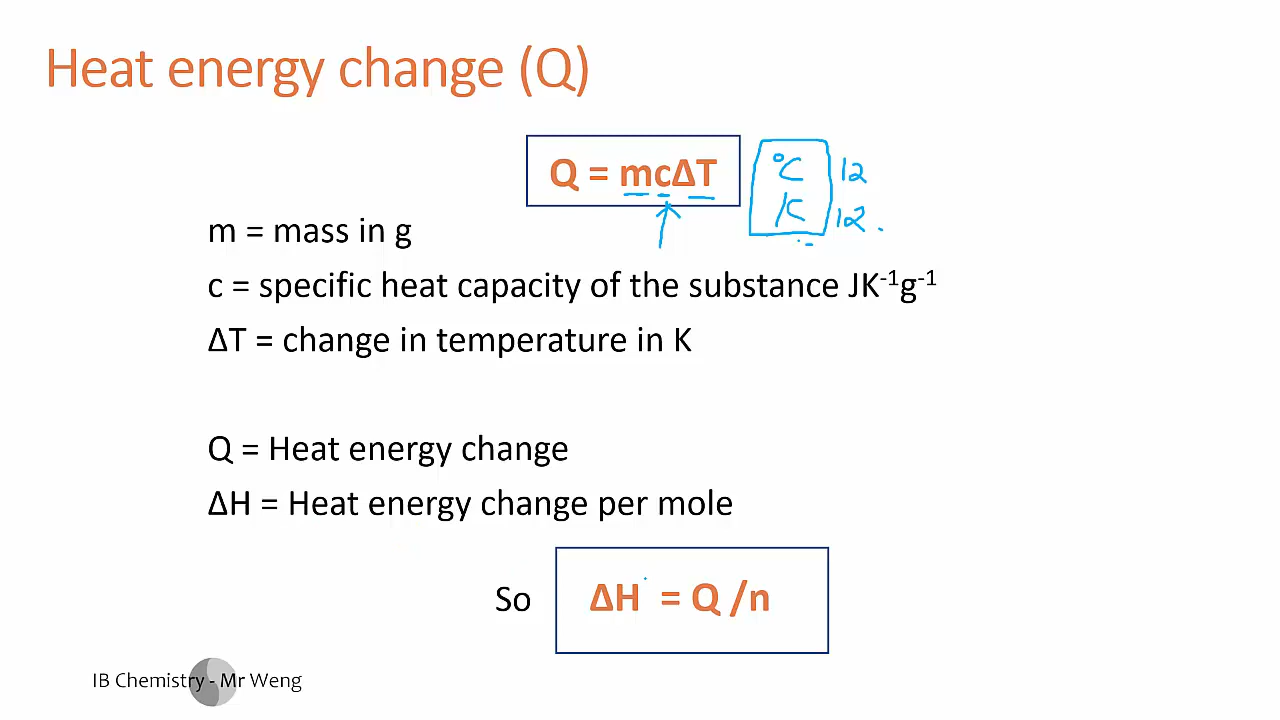 Heat energy change (Q)
Q = mcΔT
°C 12
K 12.
m = mass in g
c = specific heat capacity of the substance JK⁻¹g⁻¹
ΔT = change in temperature in K
Q = Heat energy change
ΔH = Heat energy change per mole
So ΔH = Q /n
IB Chemistry - Mr Weng